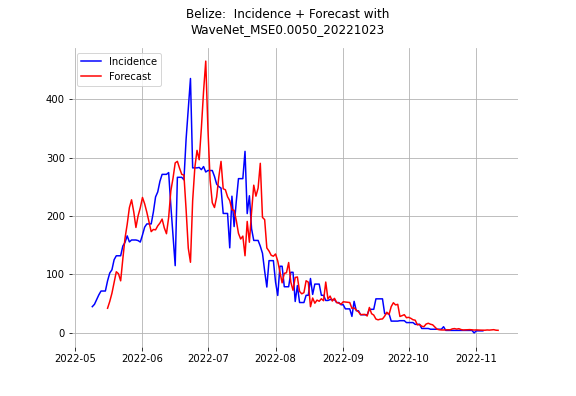 Belize:  Incidence + Forecast with
WaveNet_MSE0.0050_20221023
Incidence
Forecast
400
300
200
100
0
2022-05 2022-06 2022-07 2022-08 2022-09 2022-10 2022-11